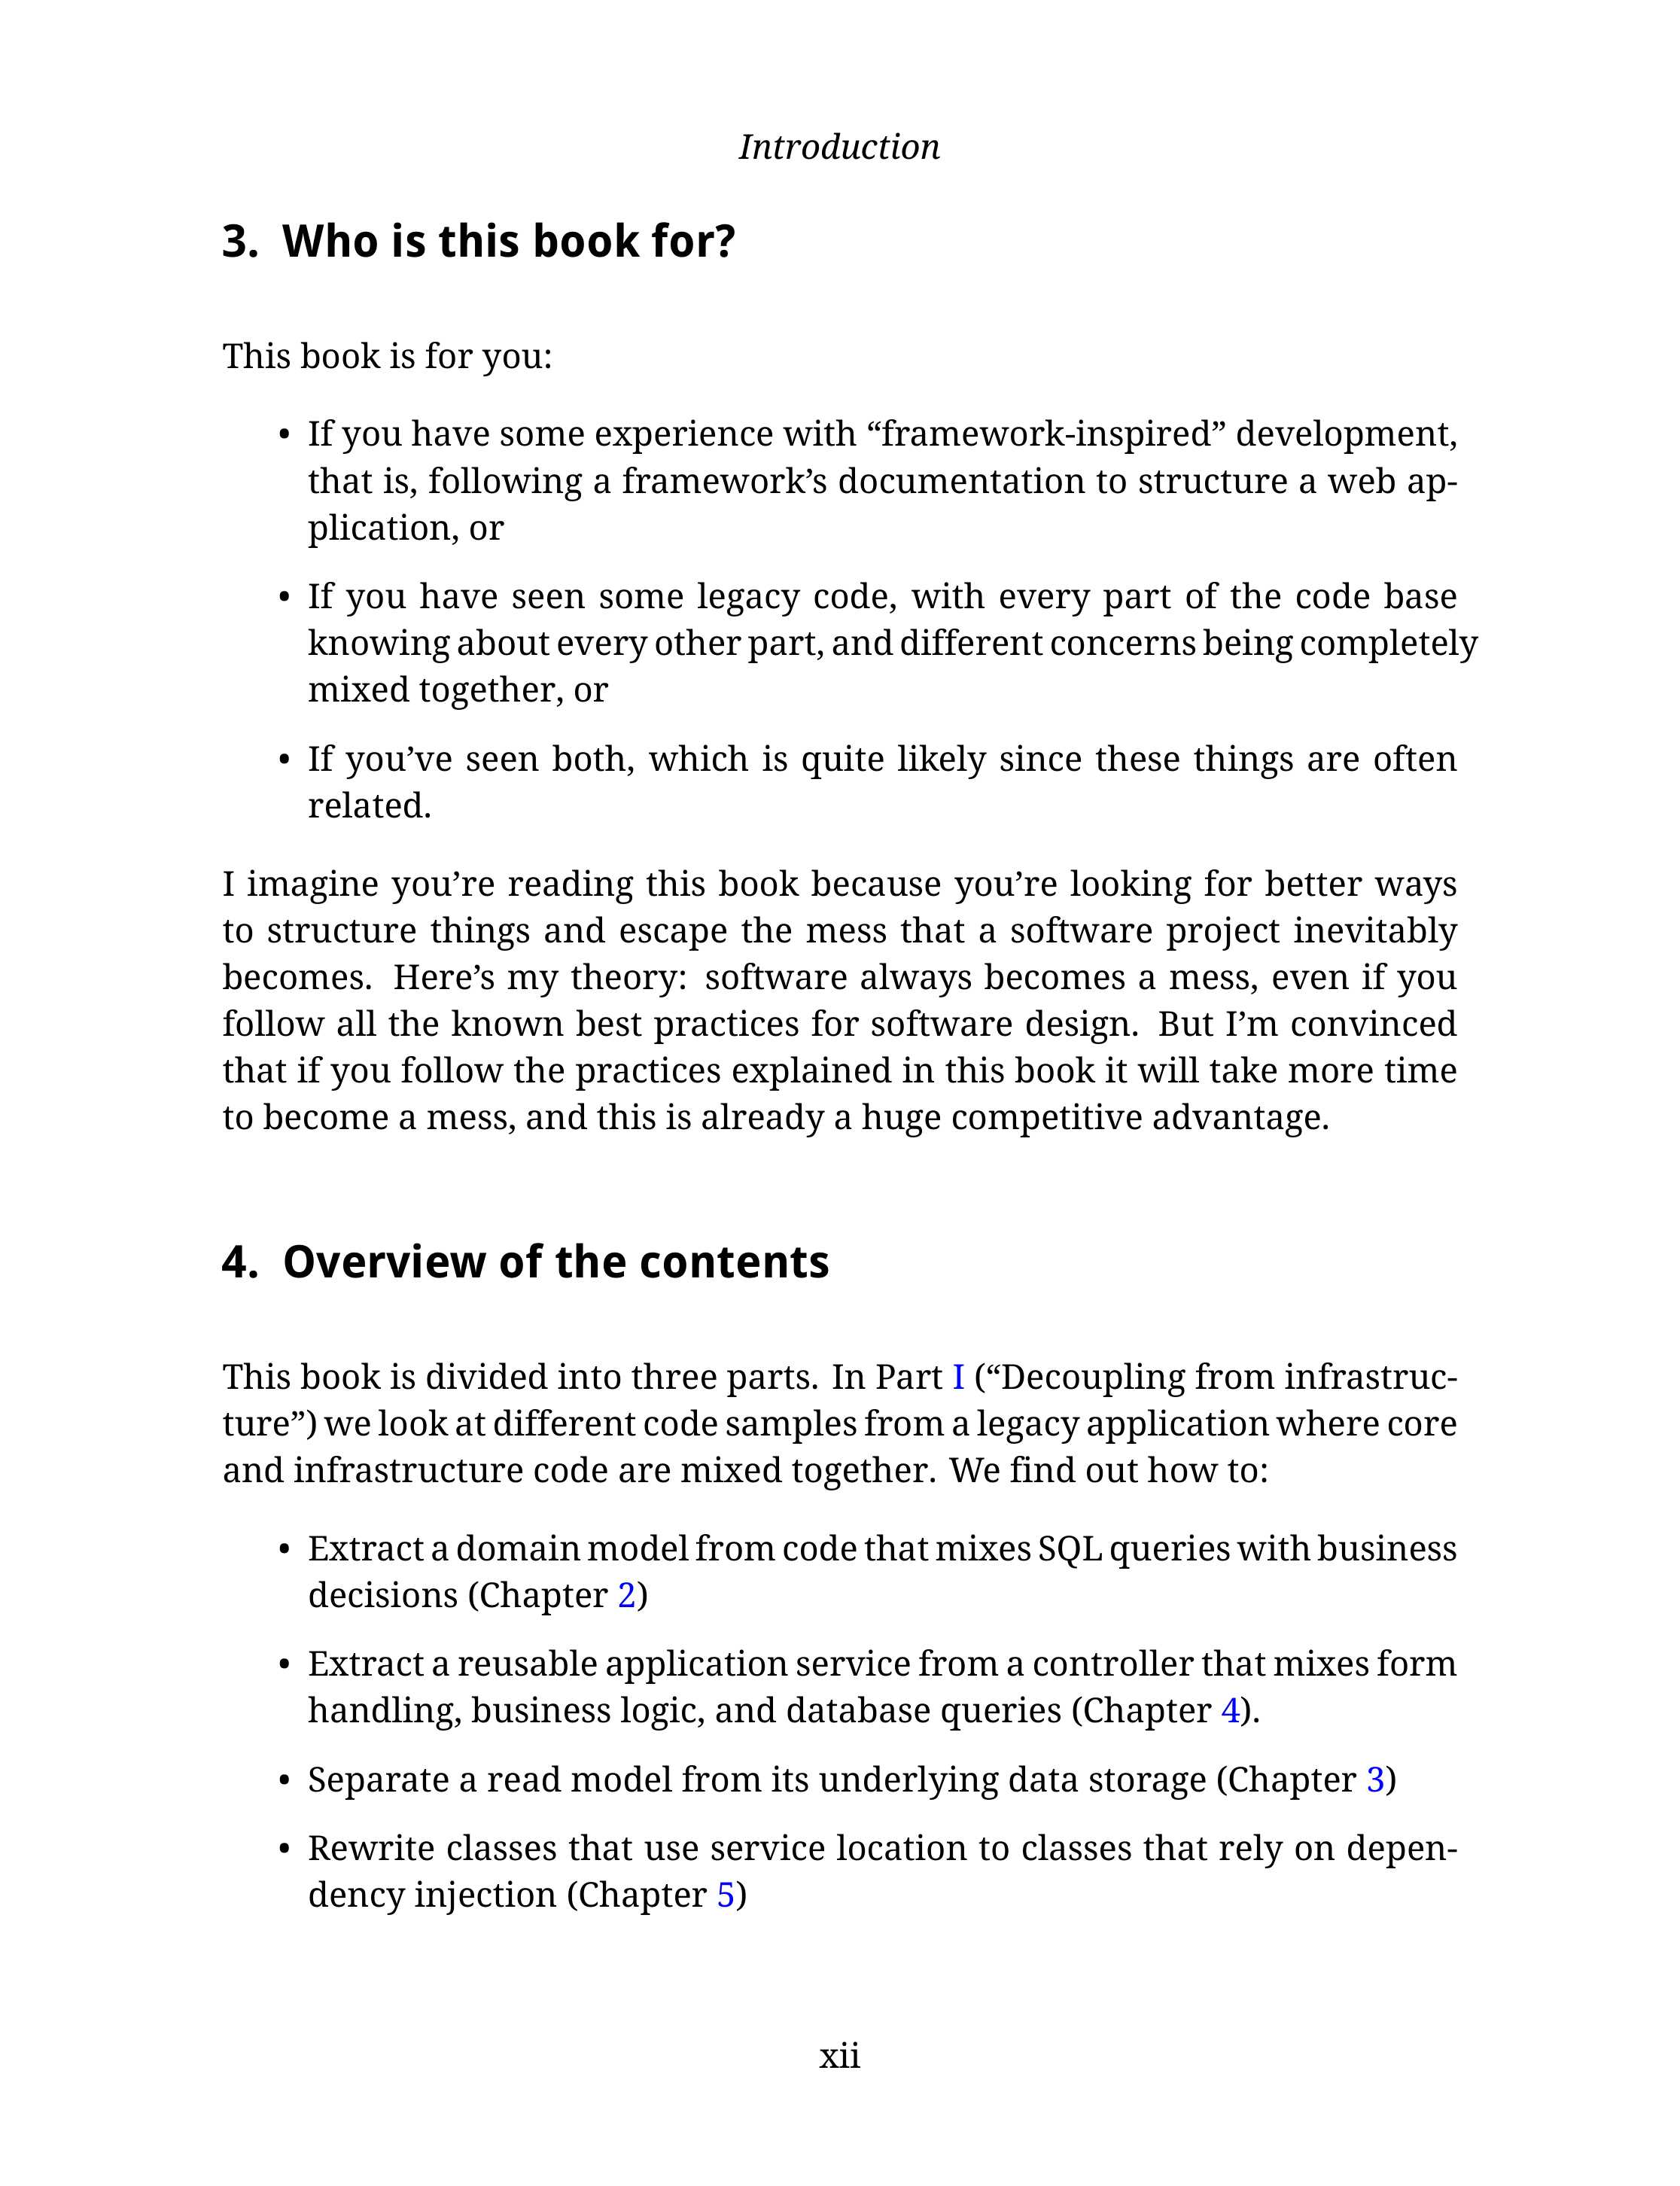 Introduction
3. Who is this book for?
This book is for you:
• If you have some experience with “framework-inspired” development,
that is, following a framework’s documentation to structure a web ap-
plication, or
• If you have seen some legacy code, with every part of the code base
knowing about every other part, and different concerns being completely
mixed together, or
• If you’ve seen both, which is quite likely since these things are often
related.
I imagine you’re reading this book because you’re looking for better ways
to structure things and escape the mess that a software project inevitably
becomes. Here’s my theory: software always becomes a mess, even if you
follow all the known best practices for software design. But I’m convinced
that if you follow the practices explained in this book it will take more time
to become a mess, and this is already a huge competitive advantage.
4. Overview of the contents
This book is divided into three parts. In Part I (“Decoupling from infrastruc-
ture”) we look at different code samples from a legacy application where core
and infrastructure code are mixed together. We find out how to:
• Extract a domain model from code that mixes SQL queries with business
decisions (Chapter 2)
• Extract a reusable application service from a controller that mixes form
handling, business logic, and database queries (Chapter 4).
• Separate a read model from its underlying data storage (Chapter 3)
• Rewrite classes that use service location to classes that rely on depen-
dency injection (Chapter 5)
xii